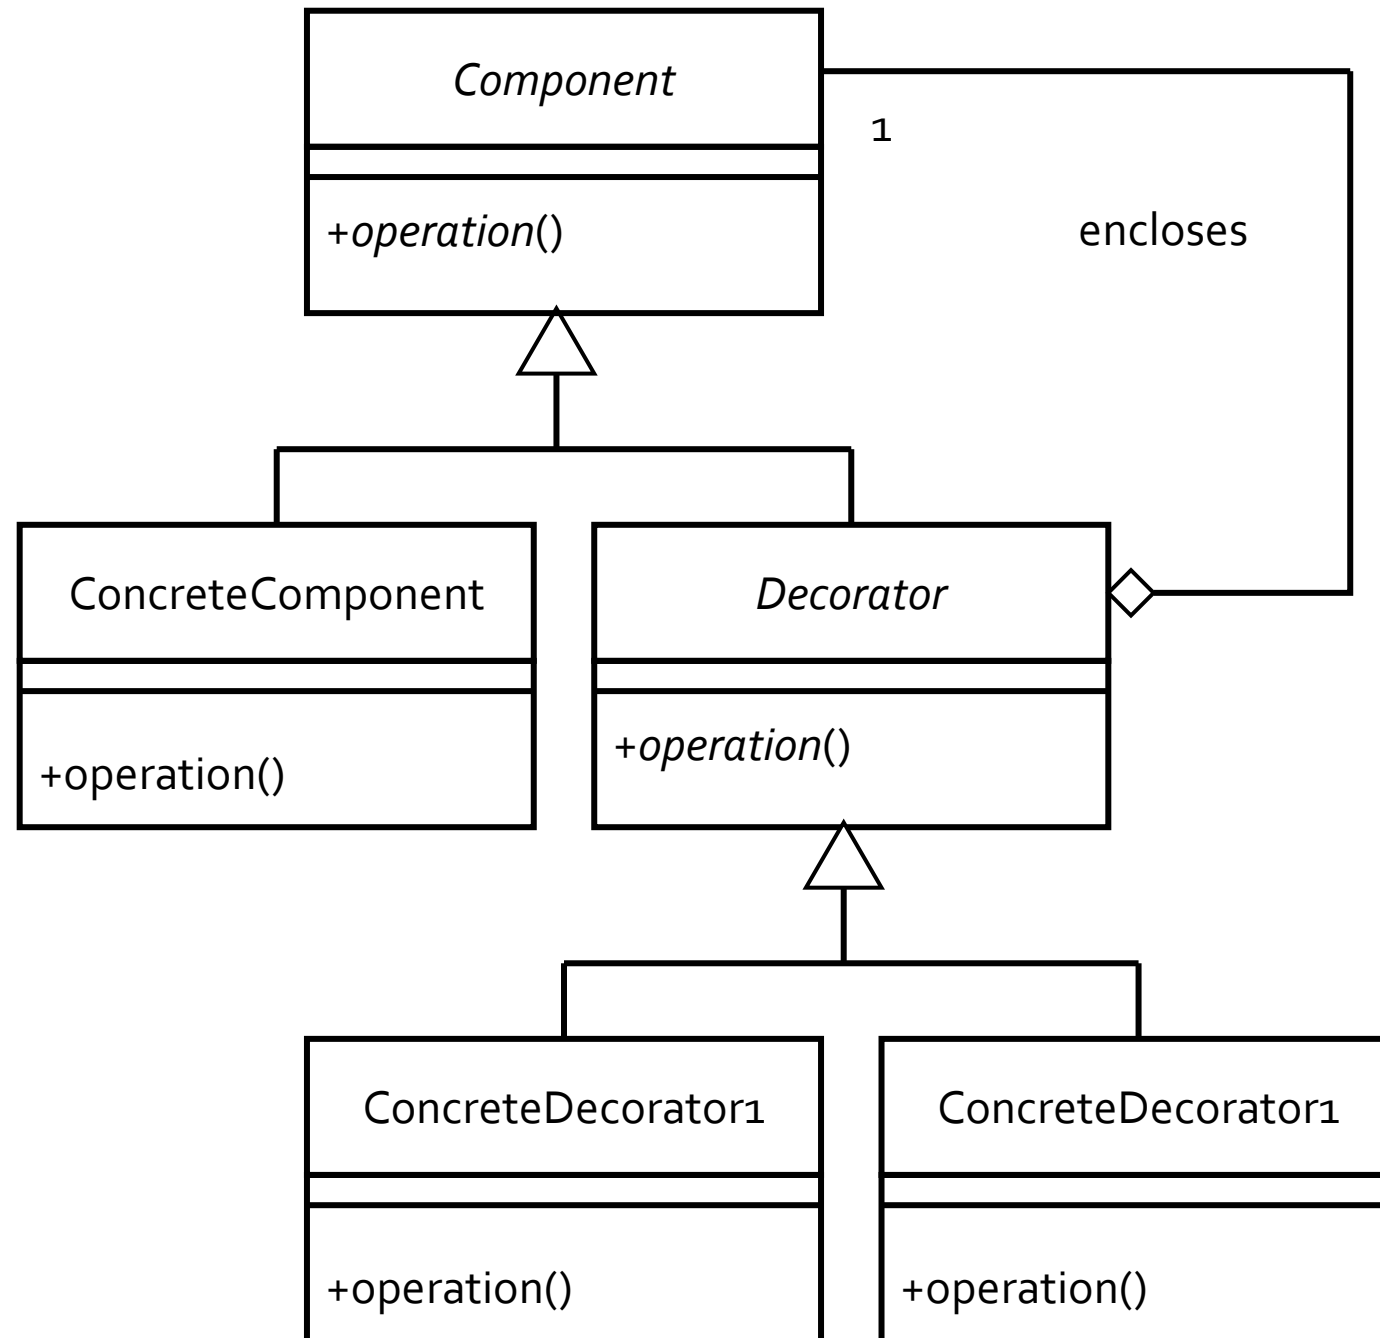 Component
1
+operation()
encloses
ConcreteComponent
Decorator
+operation()
+operation()
ConcreteDecorator1
ConcreteDecorator1
+operation()
+operation()